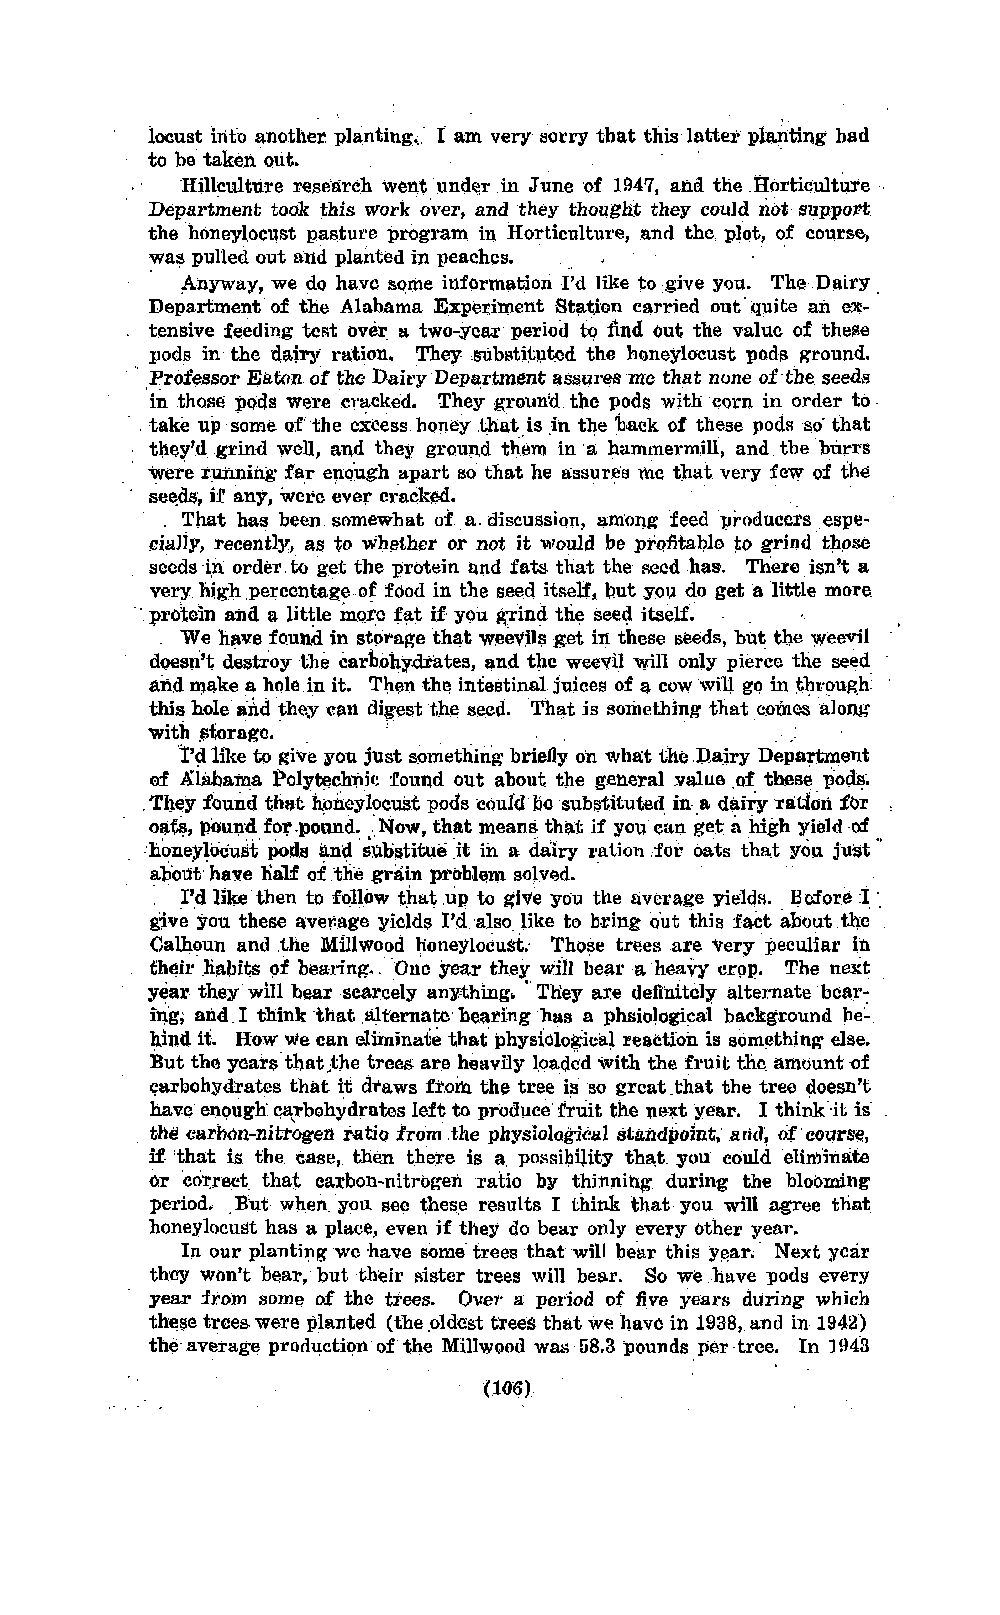 locust into another planting. I am very sorry that this latter planting had
to be taken out.
Hillculture research went under in June of 1947, and the Horticulture
Department took this work over, and they thought they could not support
the honeylocust pasture program in Horticulture, and the plot, of course,
was pulled out and planted in peaches.
Anyway, we do have some information I'd like to give you. The Dairy
Department of the Alabama Experiment Station carried out quite an ex-
tensive feeding test over a two-year period to find out the value of these
pods in the dairy ration. They substituted the honeylocust pods ground.
Professor Eaton of the Dairy Department assures me that none of the seeds
in those pods were cracked. They ground the pods with corn in order to
take up some of the excess honey that is in the back of these pods so that
they'd grind well, and they ground them in a hammermill, and the burrs
were running far enough apart so that he assures me that very few of the
seeds, if any, were ever cracked.
That has been somewhat of a discussion, among feed producers espe-
cially, recently, as to whether or not it would be profitable to grind those
seeds in order to get the protein and fats that the seed has. There isn't a
very high percentage of food in the seed itself, but you do get a little more
protein and a little more fat if you grind the seed itself.
We have found in storage that weevils get in these seeds, but the weevil
doesn't destroy the carbohydrates, and the weevil will only pierce the seed
and make a hole in it. Then the intestinal juices of a cow will go in through
this hole and they can digest the seed. That is something that comes along
with storage.
I'd like to give you just something briefly on what the Dairy Department
of Alabama Polytechnic found out about the general value of these pods.
They found that honeylocust pods could be substituted in a dairy ration for
oats, pound for pound. Now, that means that if you can get a high yield of
honeylocust pods and substitue it in a dairy ration for oats that you just
about have half of the grain problem solved.
I'd like then to follow that up to give you the average yields. Before I
give you these average yields I'd also like to bring out this fact about the
Calhoun and the Millwood honeylocust. Those trees are very peculiar in
their habits of bearing. One year they will bear a heavy crop. The next
year they will bear scarcely anything. They are definitely alternate bear-
ing, and I think that alternate bearing has a phsiological background be-
hind it. How we can eliminate that physiological reaction is something else.
But the years that the trees are heavily loaded with the fruit the amount of
carbohydrates that it draws from the tree is so great that the tree doesn't
have enough carbohydrates left to produce fruit the next year. I think it is
the carbon-nitrogen ratio from the physiological standpoint, and, of course,
if that is the case, then there is a possibility that you could eliminate
or correct that carbon-nitrogen ratio by thinning during the blooming
period. But when you see these results I think that you will agree that
honeylocust has a place, even if they do bear only every other year.
In our planting we have some trees that will bear this year. Next year
they won't bear, but their sister trees will bear. So we have pods every
year from some of the trees. Over a period of five years during which
these trees were planted (the oldest trees that we have in 1938, and in 1942)
the average production of the Millwood was 58.3 pounds per tree. In 1943
(106)